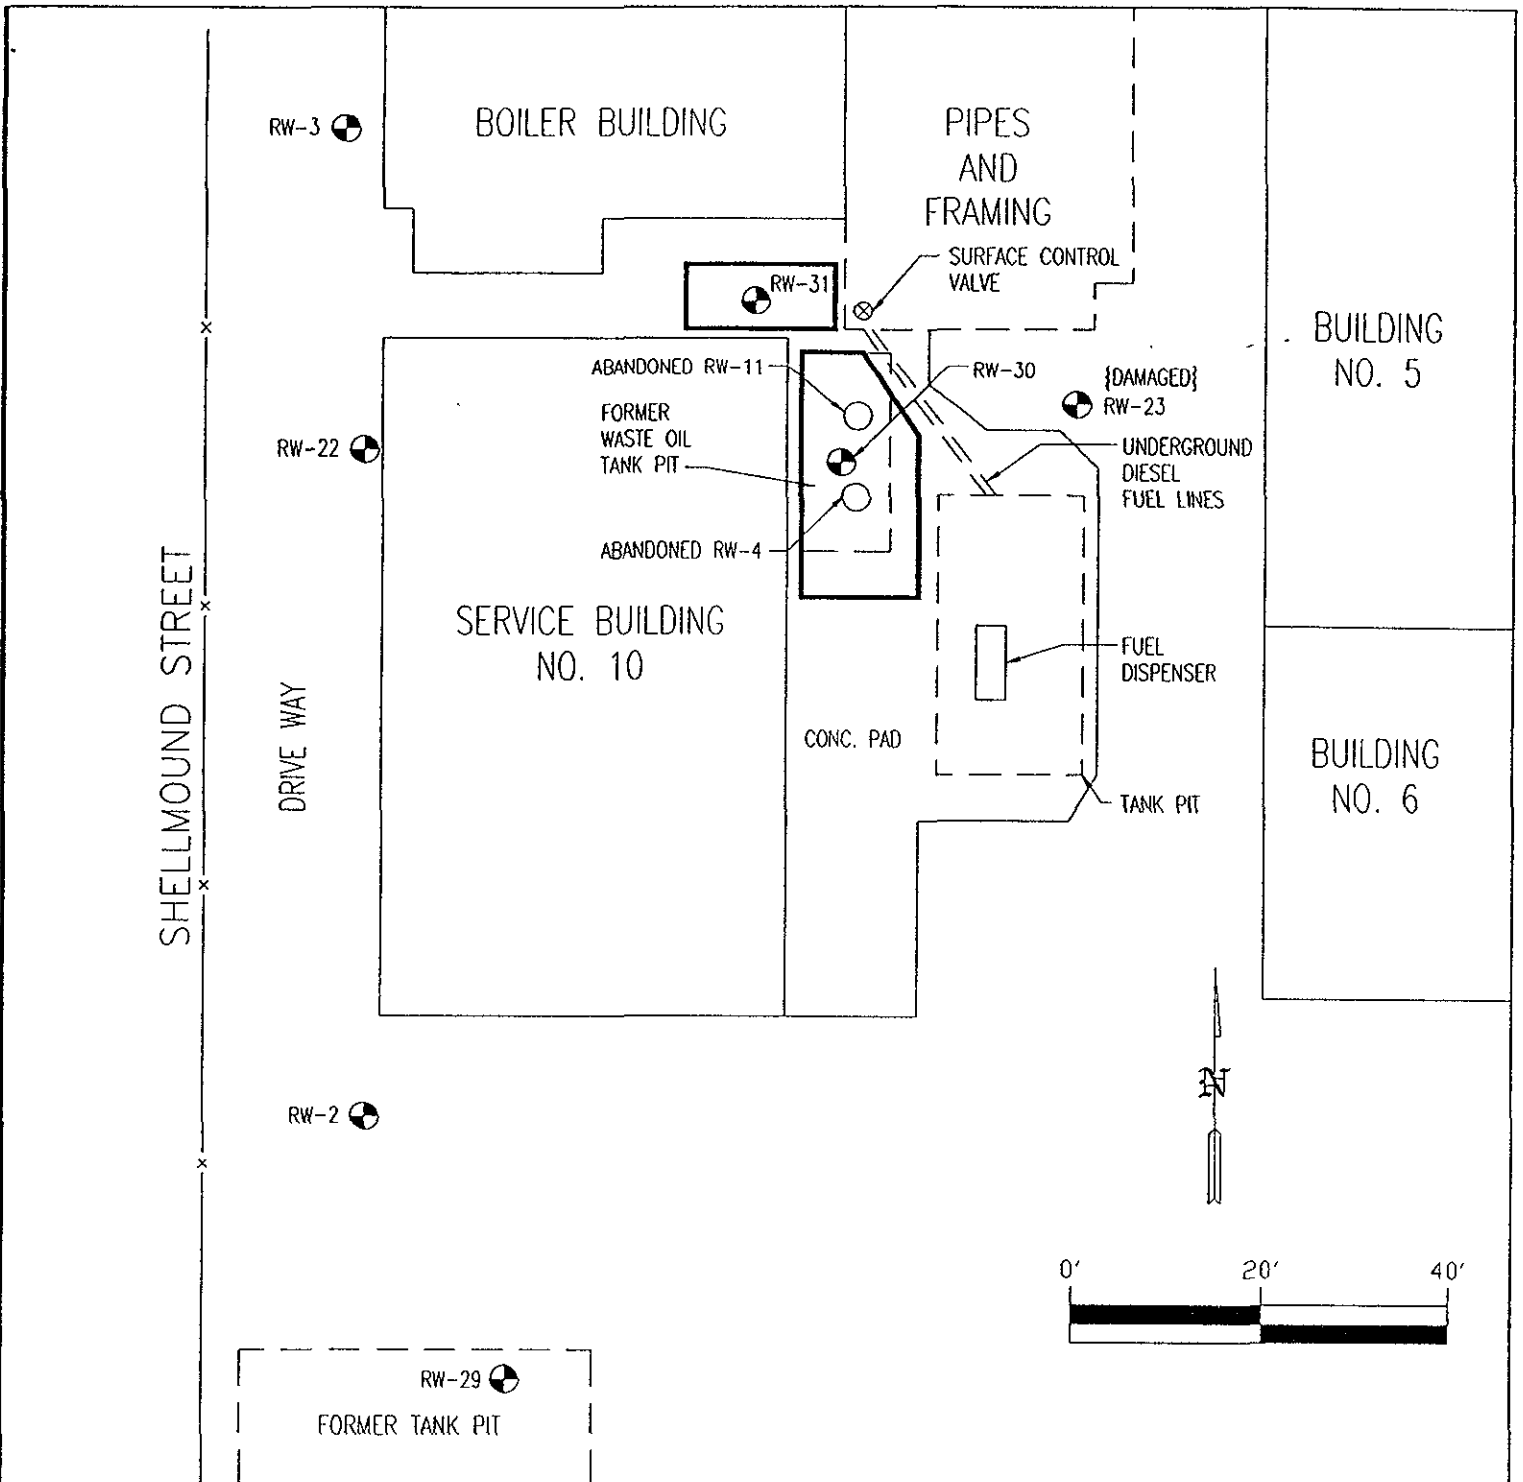 RW-3
BOILER BUILDING
PIPES
AND
FRAMING
SURFACE CONTROL
VALVE
RW-31
BUILDING
NO. 5
ABANDONED RW-11
RW-30
{DAMAGED}
RW-23
FORMER
WASTE OIL
TANK PIT
RW-22
UNDERGROUND
DIESEL
FUEL LINES
ABANDONED RW-4
SERVICE BUILDING
NO. 10
FUEL
DISPENSER
SHELLMOUND STREET
DRIVE WAY
CONC. PAD
BUILDING
NO. 6
TANK PIT
N
RW-2
0' 20' 40'
RW-29
FORMER TANK PIT